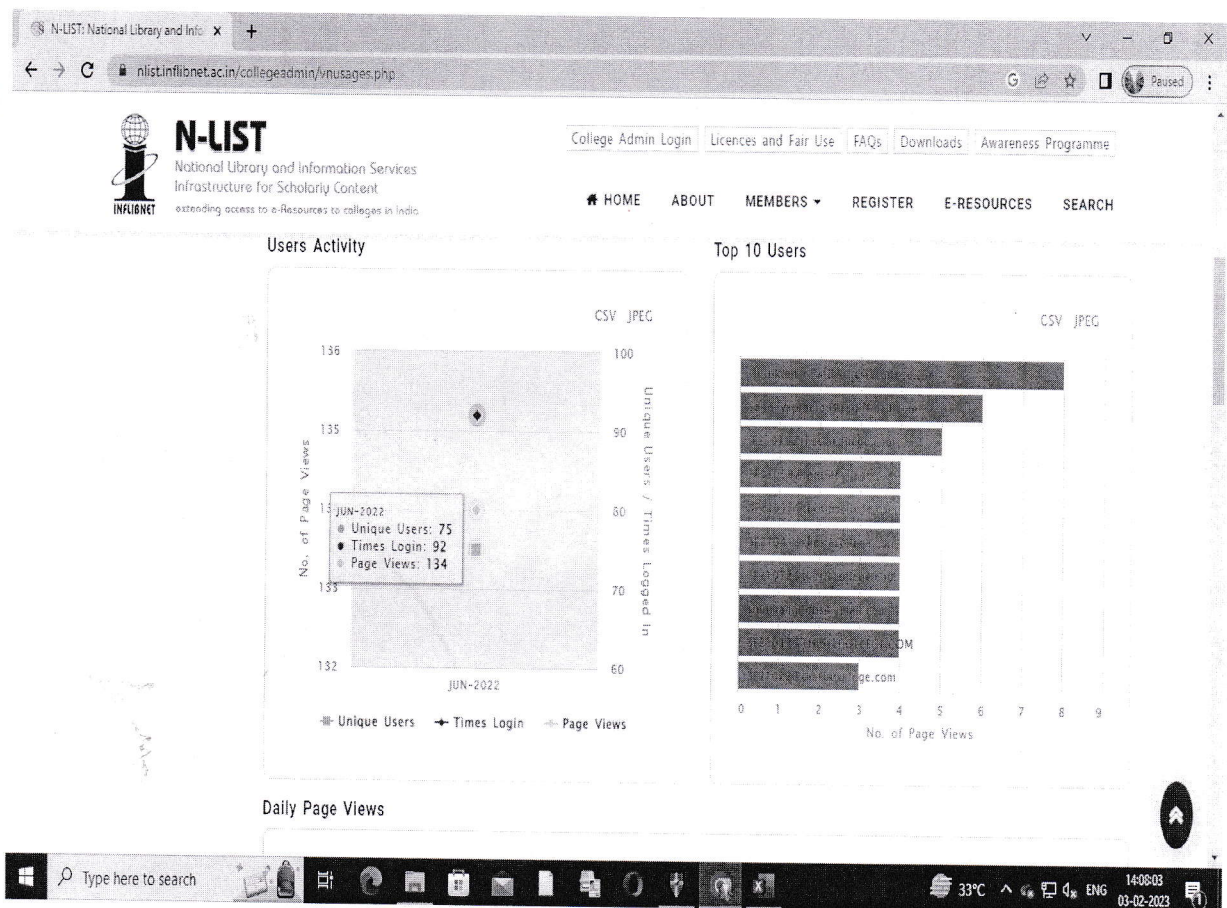 N-LIST: National Library and Info
nlist.inflibnet.ac.in/collegeadmin/vnusages.php
Paused
INFLIBNET
N-LIST
National Library and Information Services
Infrastructure for Scholarly Content
extending access to e-Resources to colleges in India
College Admin Login Licences and Fair Use FAQs Downloads Awareness Programme
HOME ABOUT MEMBERS REGISTER E-RESOURCES SEARCH
Users Activity
CSV JPEG
136
135
133
132
No. of Page Views
100
90
80
70
60
Unique Users / Times Logged in
JUN-2022
Unique Users: 75
Times Login: 92
Page Views: 134
JUN-2022
Unique Users Times Login Page Views
Top 10 Users
CSV JPEG
0 1 2 3 4 5 6 7 8 9
No. of Page Views
Daily Page Views
Type here to search
33°C ENG
14:08:03
03-02-2023